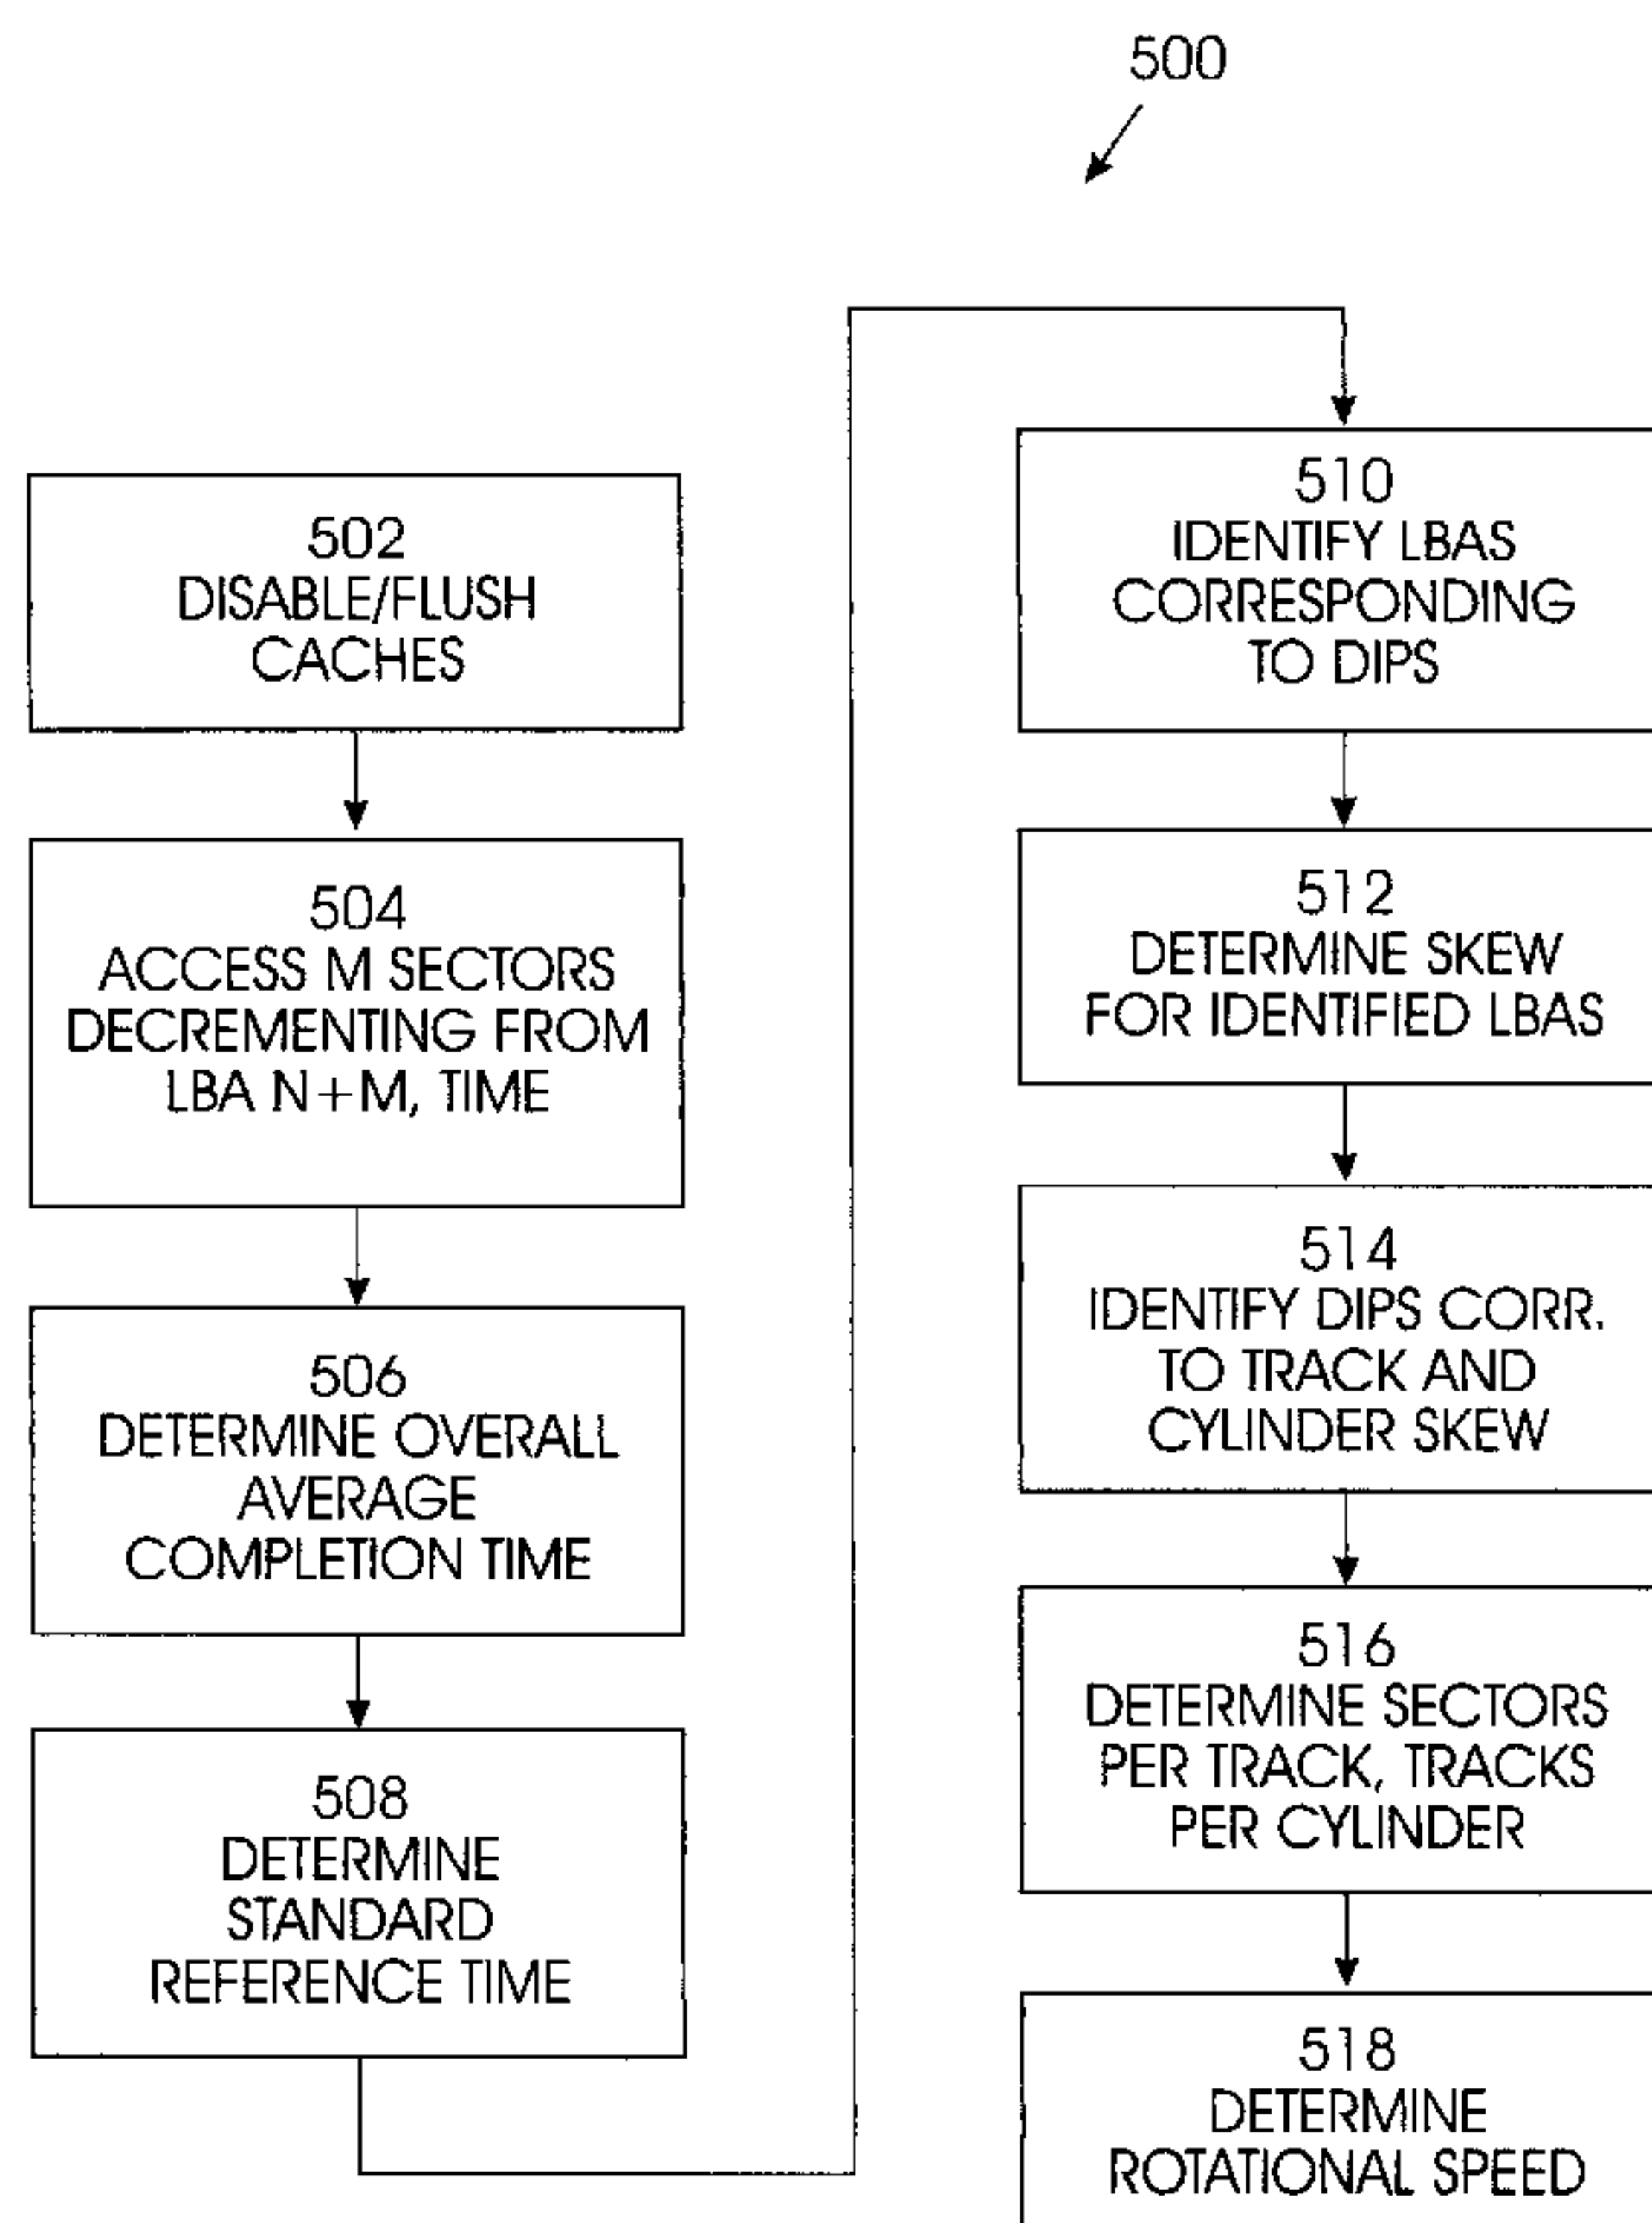 500
502
DISABLE/FLUSH
CACHES
504
ACCESS M SECTORS
DECREMENTING FROM
LBA N+M, TIME
506
DETERMINE OVERALL
AVERAGE
COMPLETION TIME
508
DETERMINE
STANDARD
REFERENCE TIME
510
IDENTIFY LBAS
CORRESPONDING
TO DIPS
512
DETERMINE SKEW
FOR IDENTIFIED LBAS
514
IDENTIFY DIPS CORR.
TO TRACK AND
CYLINDER SKEW
516
DETERMINE SECTORS
PER TRACK, TRACKS
PER CYLINDER
518
DETERMINE
ROTATIONAL SPEED